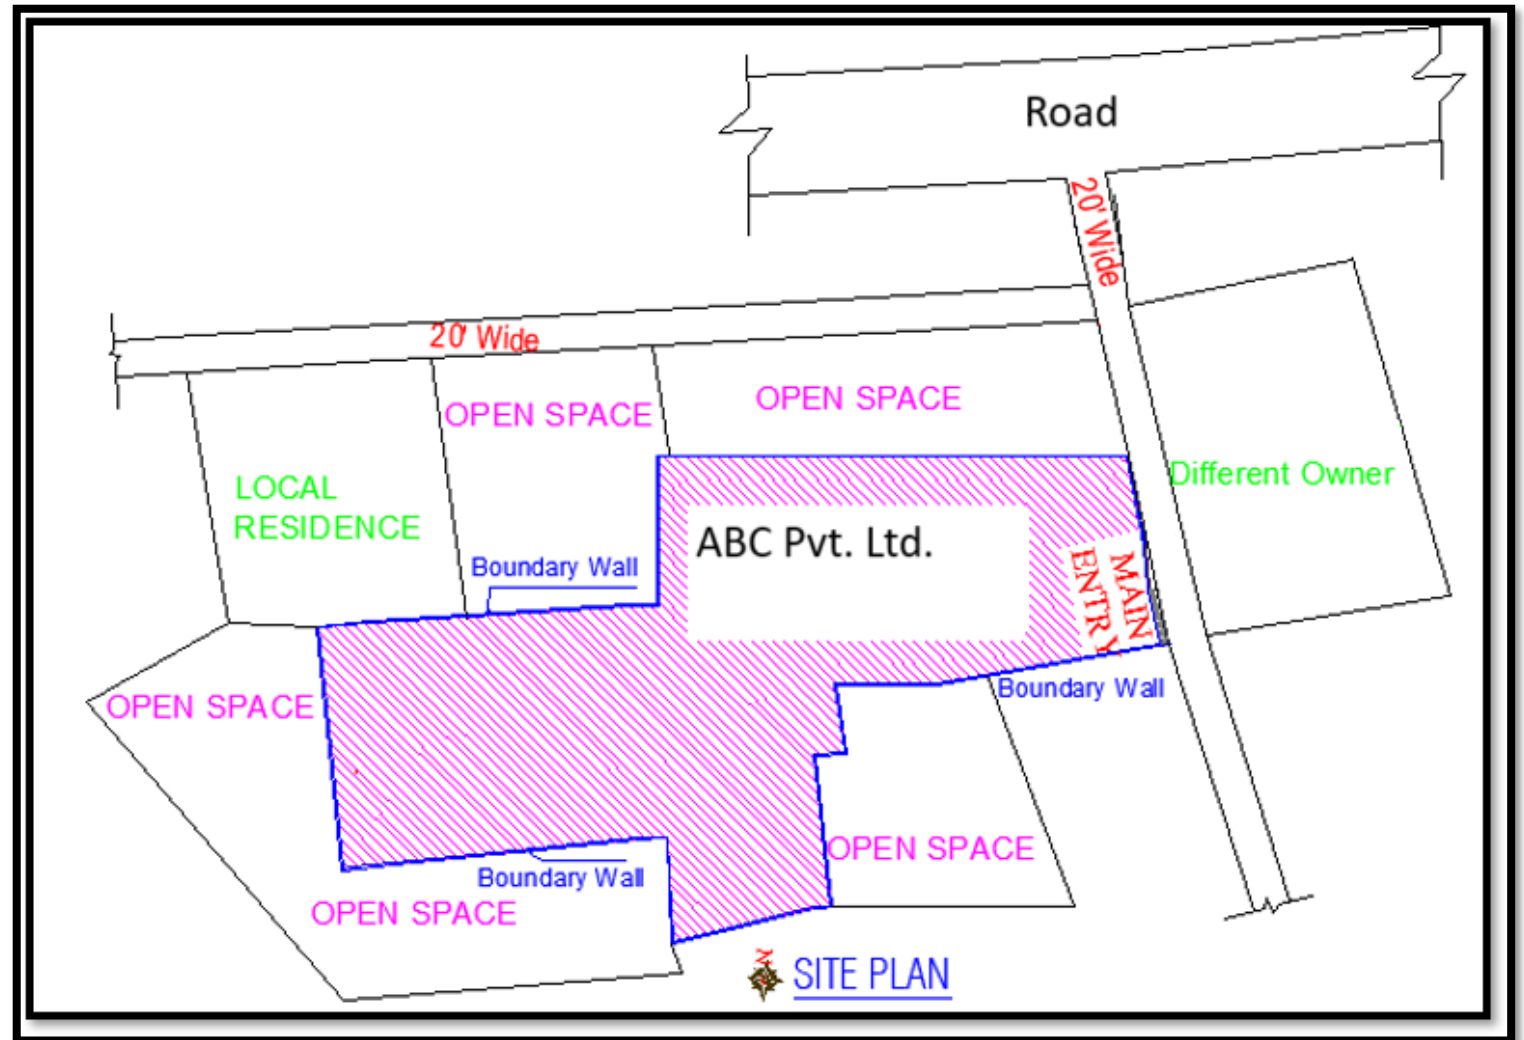 Road
20' Wide
20' Wide
OPEN SPACE
OPEN SPACE
Different Owner
LOCAL
RESIDENCE
ABC Pvt. Ltd.
Boundary Wall
MAIN
ENTRY
Boundary Wall
OPEN SPACE
OPEN SPACE
Boundary Wall
OPEN SPACE
N
SITE PLAN